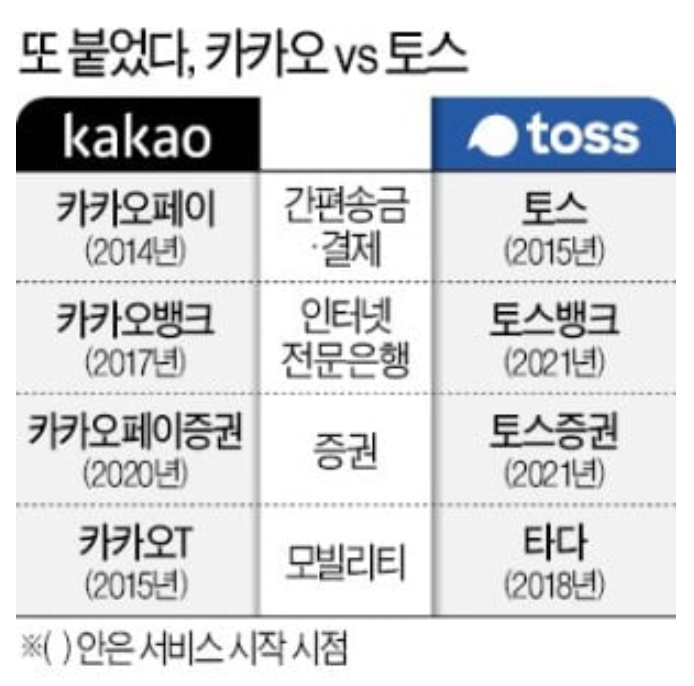 또 붙었다, 카카오 vs 토스
kakao toss
카카오페이 간편송금 토스
(2014년) ·결제 (2015년)
카카오뱅크 인터넷 토스뱅크
(2017년) 전문은행 (2021년)
카카오페이증권 증권 토스증권
(2020년) (2021년)
카카오T 모빌리티 타다
(2015년) (2018년)
※( ) 안은 서비스 시작 시점